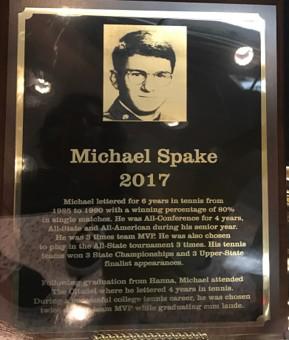 Michael Spake
2017
Michael lettered for 6 years in tennis from
1985 to 1990 with a winning percentage of 80%
in single matches. He was All-Conference for 4 years,
All-State and All-American during his senior year.
He was 3 times team MVP. He was also chosen
to play in the All-State tournament 3 times. His tennis
teams won 3 State Championships and 3 Upper-State
finalist appearances.
Following graduation from Hanna, Michael attended
The Citadel where he lettered 4 years in tennis.
During a successful college tennis career, he was chosen
twice team MVP while graduating cum laude.